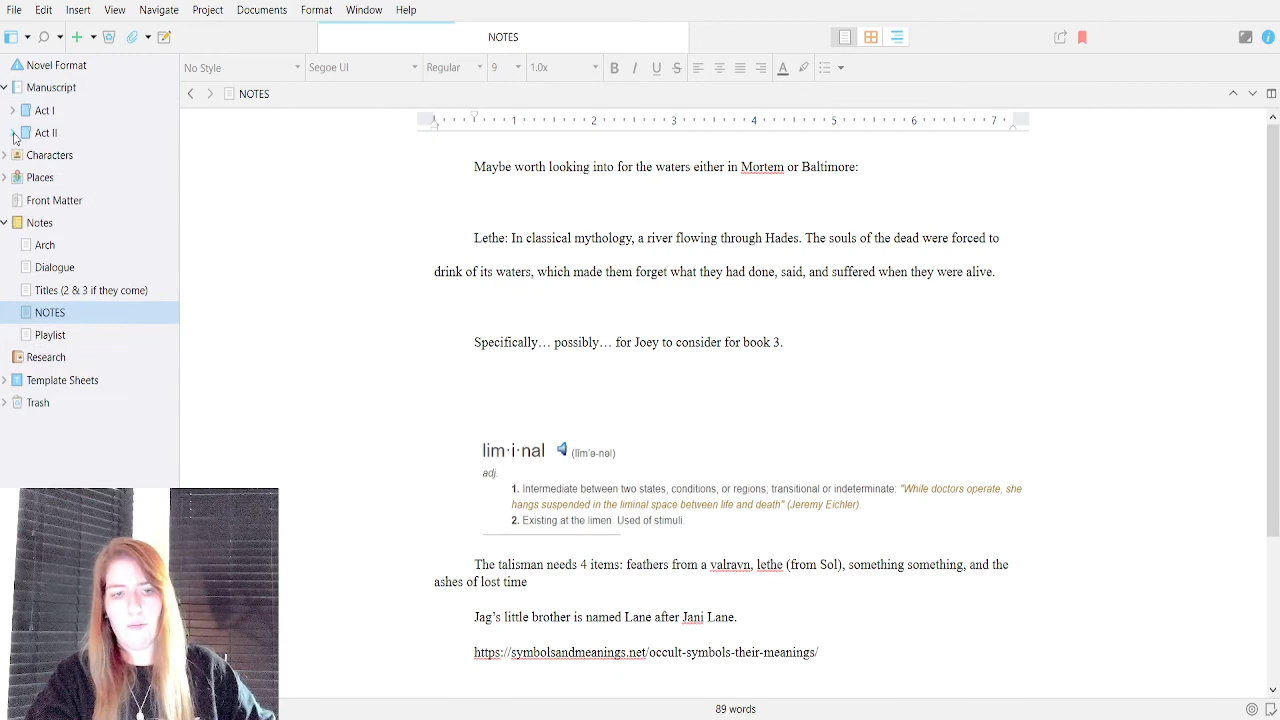 File Edit Insert View Navigate Project Documents Format Window Help
NOTES
Novel Format
Manuscript
Act I
Act II
Characters
Places
Front Matter
Notes
Arch
Dialogue
Titles (2 & 3 if they come)
NOTES
Playlist
Research
Template Sheets
Trash
No Style Segoe UI Regular 9 1.0x B I U S A
NOTES
1 2 3 4 5 6 7
Maybe worth looking into for the waters either in Mortem or Baltimore:
Lethe: In classical mythology, a river flowing through Hades. The souls of the dead were forced to
drink of its waters, which made them forget what they had done, said, and suffered when they were alive.
Specifically… possibly… for Joey to consider for book 3.
lim·i·nal (lĭm′ə-nəl)
adj.
1. Intermediate between two states, conditions, or regions; transitional or indeterminate: "While doctors operate, she
hangs suspended in the liminal space between life and death" (Jeremy Eichler).
2. Existing at the limen. Used of stimuli.
The talisman needs 4 items: feathers from a valravn, lethe (from Sol), something something, and the
ashes of lost time
Jag's little brother is named Lane after Jani Lane.
https://symbolsandmeanings.net/occult-symbols-their-meanings/
89 words